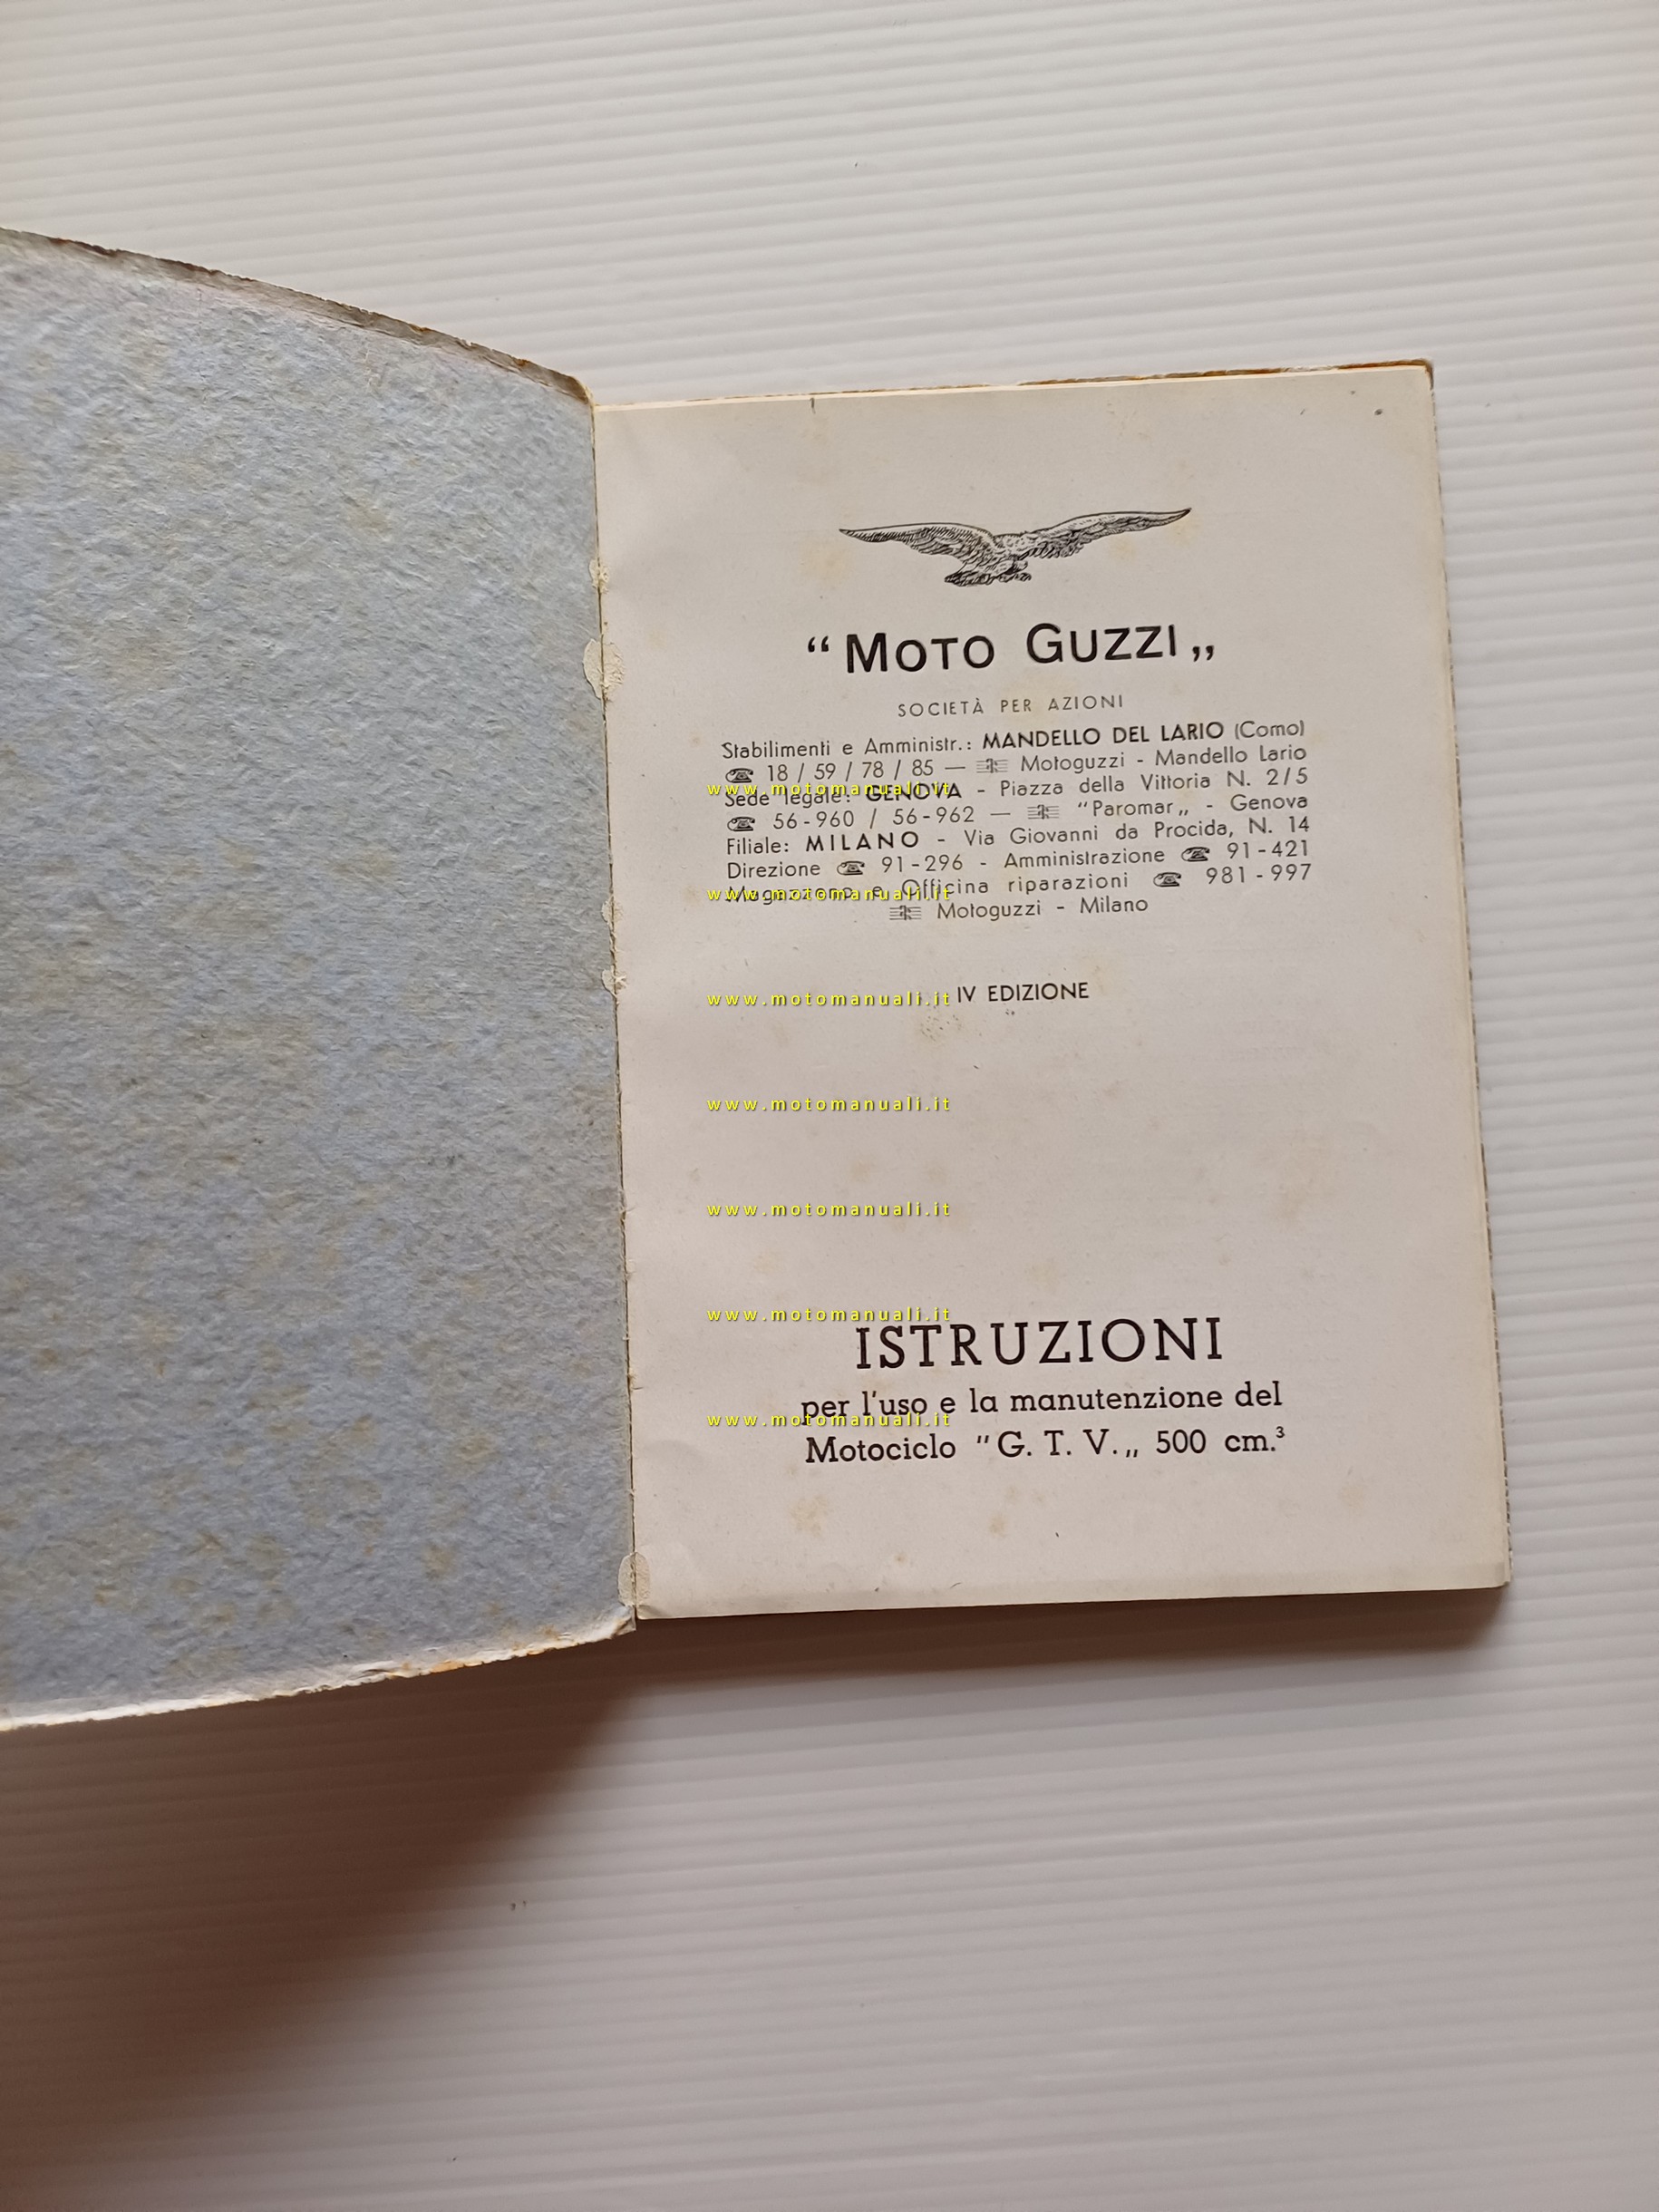 “MOTO GUZZI„
SOCIETÀ PER AZIONI
Stabilimenti e Amministr.: MANDELLO DEL LARIO (Como)
18 / 59 / 78 / 85 — Motoguzzi - Mandello Lario
Sede legale: GENOVA - Piazza della Vittoria N. 2/5
56-960 / 56-962 — “Paromar„ - Genova
Filiale: MILANO - Via Giovanni da Procida, N. 14
Direzione 91-296 - Amministrazione 91-421
Magazzino e Officina riparazioni 981-997
Motoguzzi - Milano
IV EDIZIONE
ISTRUZIONI
per l'uso e la manutenzione del
Motociclo "G. T. V.„ 500 cm.³
www.motomanuali.it
www.motomanuali.it
www.motomanuali.it
www.motomanuali.it
www.motomanuali.it
www.motomanuali.it
www.motomanuali.it